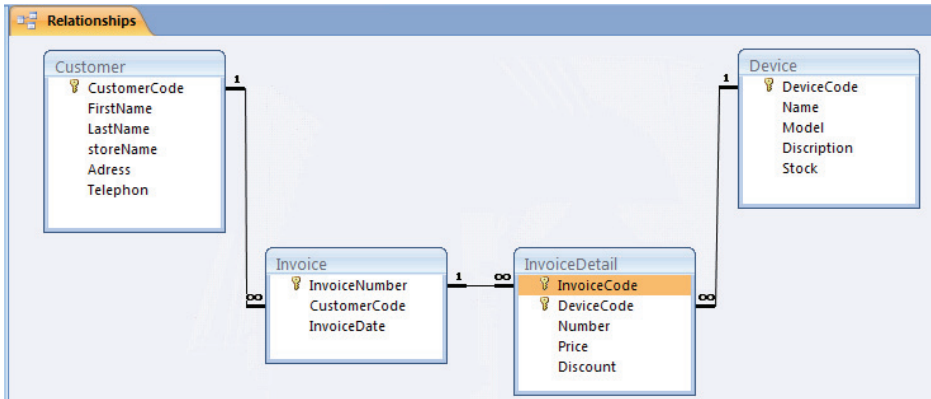 Relationships
Customer
CustomerCode
FirstName
LastName
storeName
Adress
Telephon
Device
DeviceCode
Name
Model
Discription
Stock
Invoice
InvoiceNumber
CustomerCode
InvoiceDate
InvoiceDetail
InvoiceCode
DeviceCode
Number
Price
Discount
1
∞
1
∞
1
∞